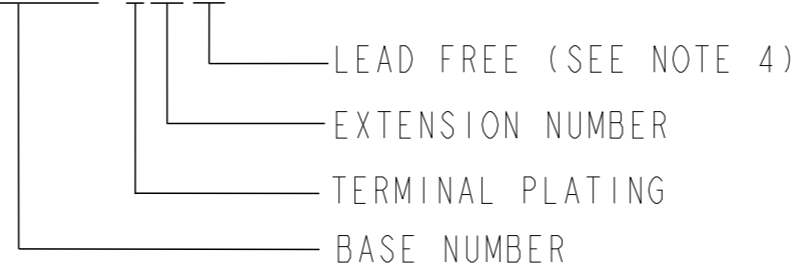 LEAD FREE (SEE NOTE 4)
EXTENSION NUMBER
TERMINAL PLATING
BASE NUMBER